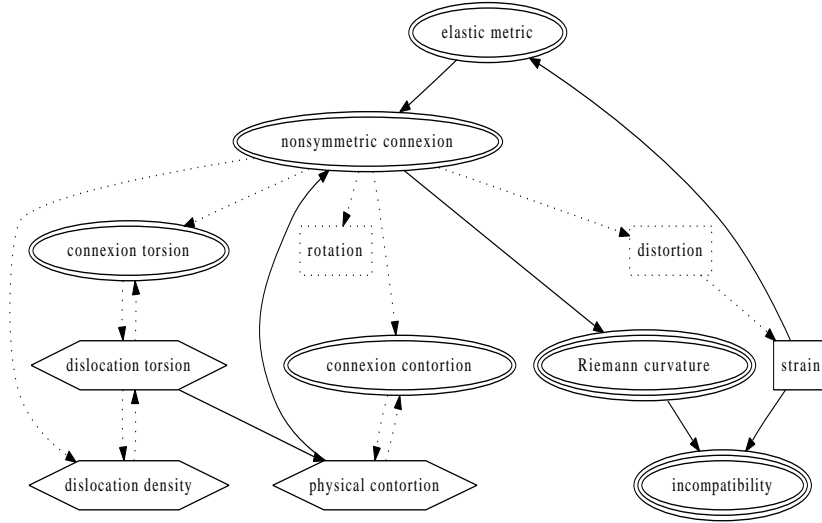 elastic metric
nonsymmetric connexion
connexion torsion
rotation
distortion
dislocation torsion
connexion contortion
Riemann curvature
strain
dislocation density
physical contortion
incompatibility